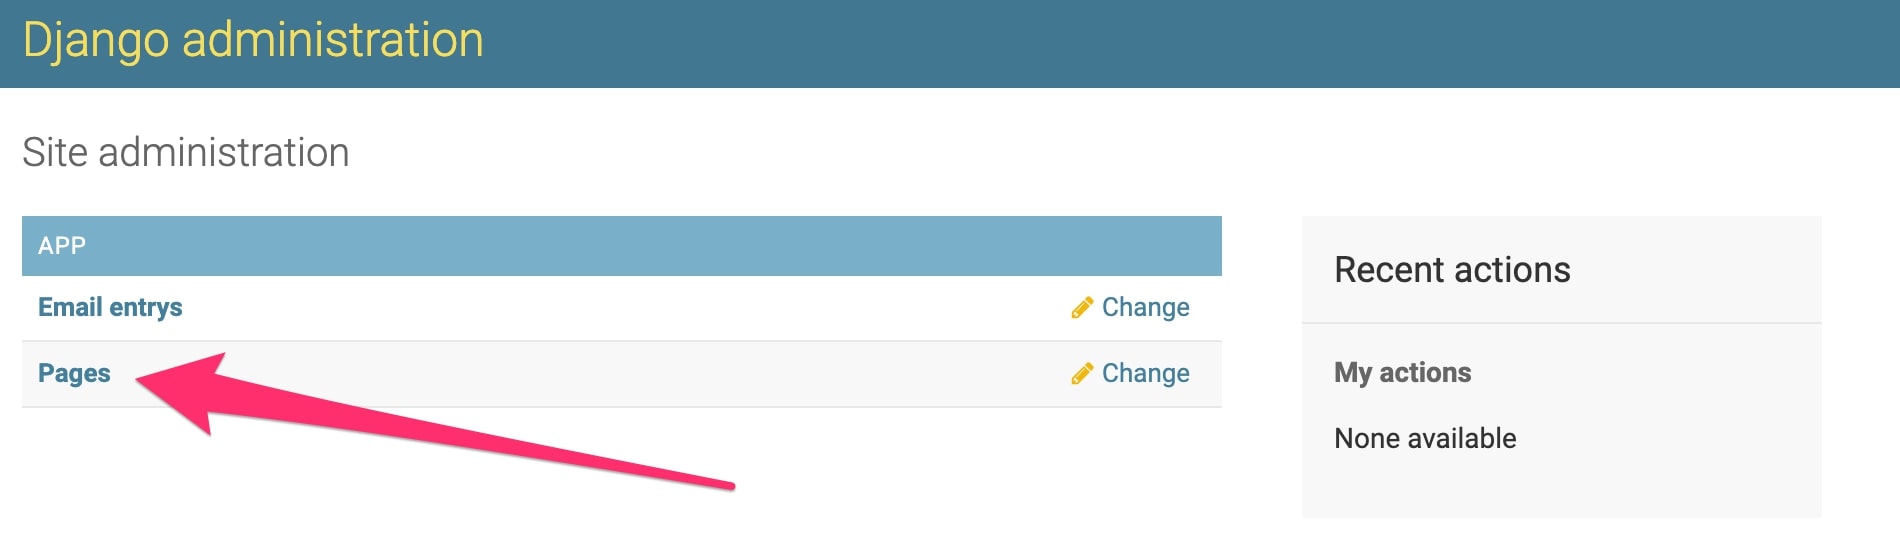 Django administration
Site administration
APP
Email entrys Change
Pages Change
Recent actions
My actions
None available